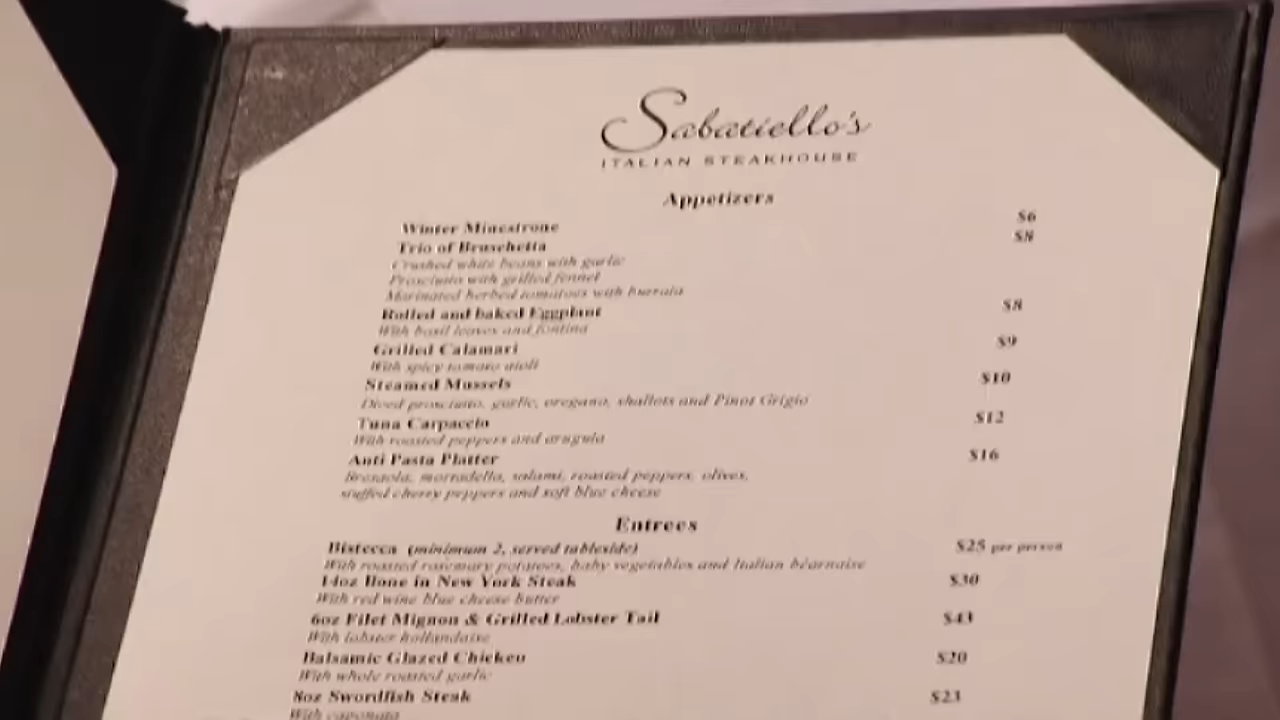 Sabatiello's
ITALIAN STEAKHOUSE
Appetizers
Winter Minestrone $6
Trio of Bruschetta $8
Crushed white beans with garlic
Prosciutto with grilled fennel
Marinated herbed tomatoes with burrata
Rolled and baked Eggplant $8
With basil leaves and fontina
Grilled Calamari $9
With spicy tomato aioli
Steamed Mussels $10
Diced prosciutto, garlic, oregano, shallots and Pinot Grigio
Tuna Carpaccio $12
With roasted peppers and arugula
Anti Pasta Platter $16
Bresaola, mortadella, salami, roasted peppers, olives,
stuffed cherry peppers and soft blue cheese
Entrees
Bistecca (minimum 2, served tableside) $25 per person
With roasted rosemary potatoes, baby vegetables and Italian béarnaise
14oz Bone in New York Steak $30
With red wine blue cheese butter
6oz Filet Mignon & Grilled Lobster Tail $43
With lobster hollandaise
Balsamic Glazed Chicken $20
With whole roasted garlic
8oz Swordfish Steak $23
With caponata